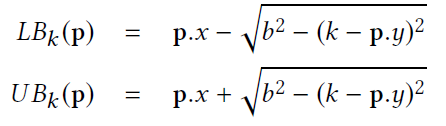 LB_k(p) = p.x − √(b² − (k − p.y)²)
UB_k(p) = p.x + √(b² − (k − p.y)²)